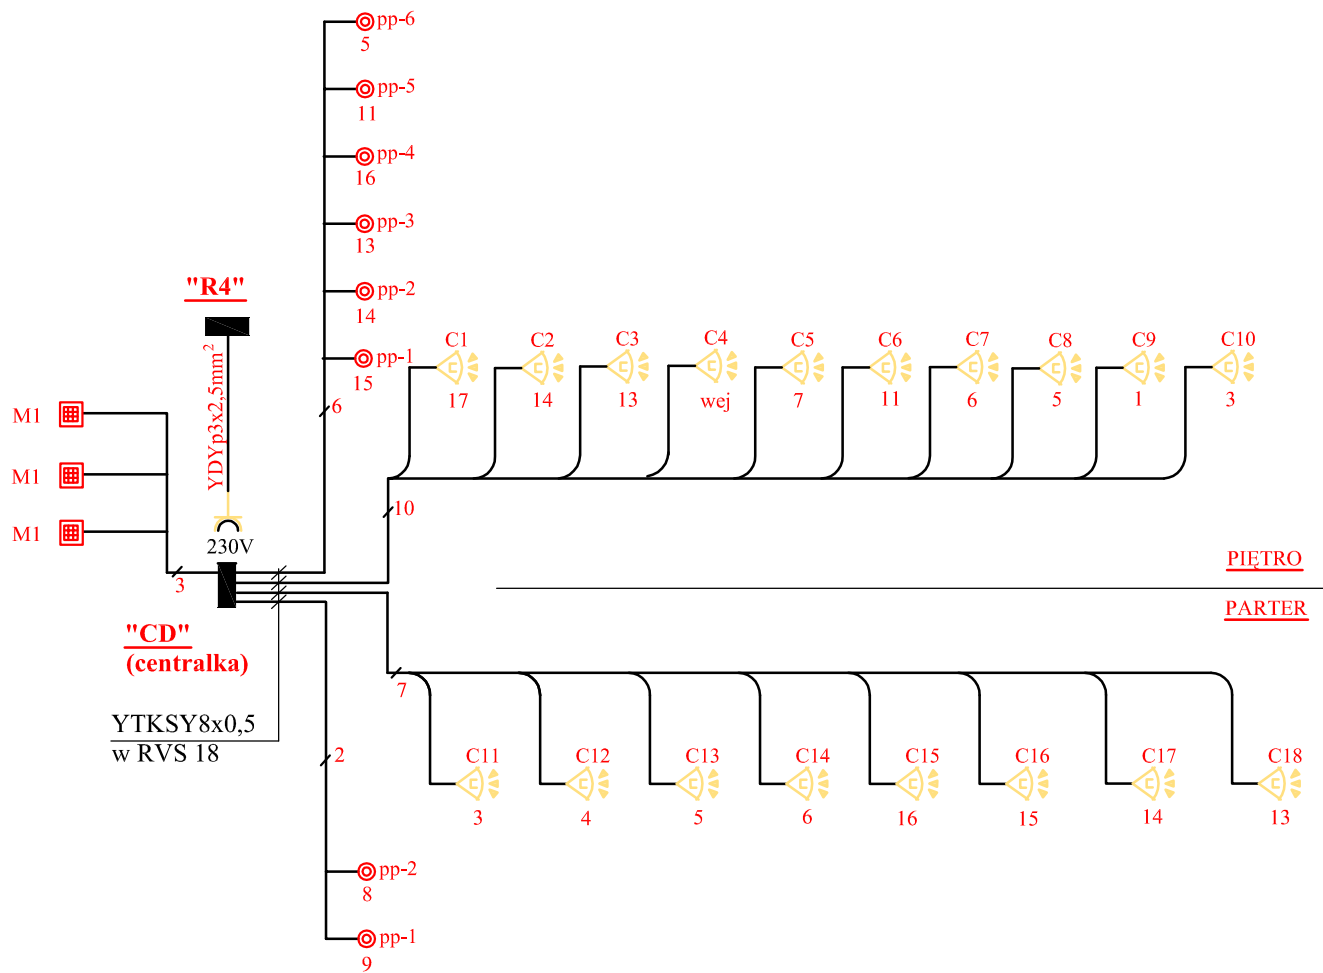 pp-6
5
pp-5
11
pp-4
16
pp-3
13
"R4"
pp-2
14
pp-1
15
YDYp3x2,5mm²
C1 C2 C3 C4 C5 C6 C7 C8 C9 C10
17 14 13 wej 7 11 6 5 1 3
6
M1
M1
M1
10
230V
3
PIĘTRO
PARTER
"CD"
(centralka)
7
YTKSY8x0,5
w RVS 18
2
C11 C12 C13 C14 C15 C16 C17 C18
3 4 5 6 16 15 14 13
pp-2
8
pp-1
9